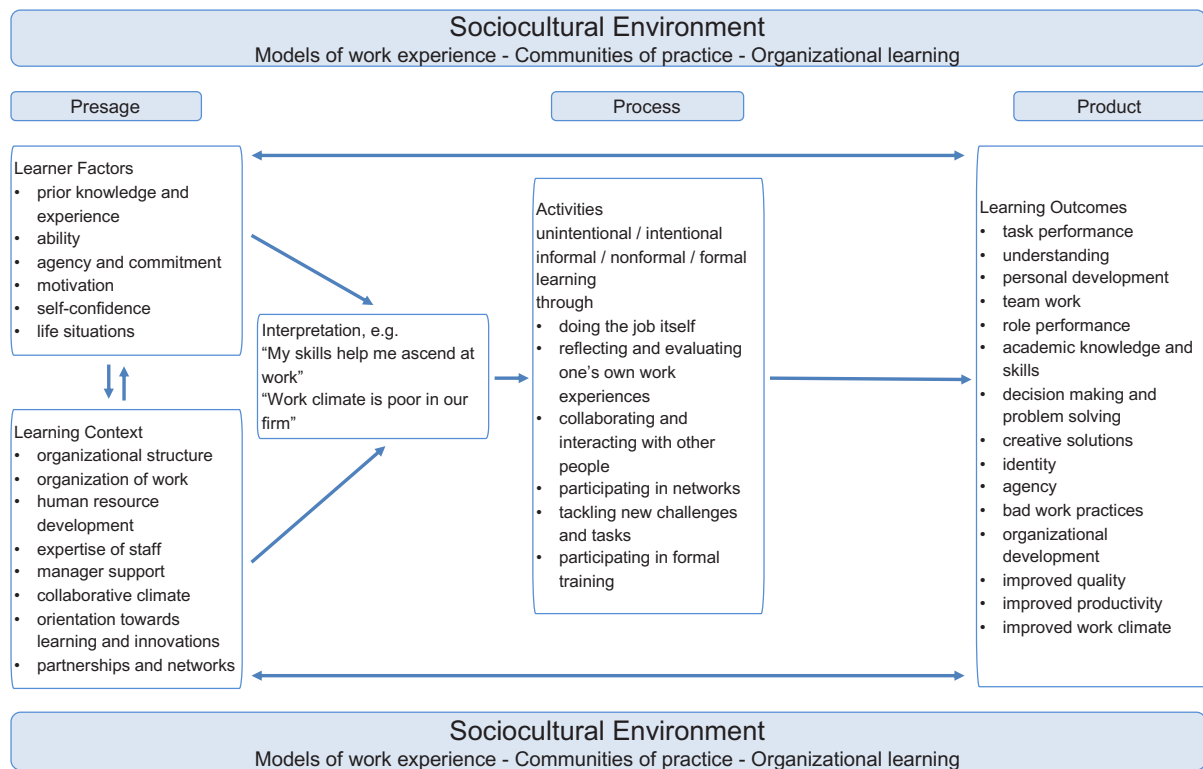 Sociocultural Environment
Models of work experience - Communities of practice - Organizational learning
Presage
Process
Product
Learner Factors
• prior knowledge and
experience
• ability
• agency and commitment
• motivation
• self-confidence
• life situations
Learning Context
• organizational structure
• organization of work
• human resource
development
• expertise of staff
• manager support
• collaborative climate
• orientation towards
learning and innovations
• partnerships and networks
Interpretation, e.g.
“My skills help me ascend at
work”
“Work climate is poor in our
firm”
Activities
unintentional / intentional
informal / nonformal / formal
learning
through
• doing the job itself
• reflecting and evaluating
one’s own work
experiences
• collaborating and
interacting with other
people
• participating in networks
• tackling new challenges
and tasks
• participating in formal
training
Learning Outcomes
• task performance
• understanding
• personal development
• team work
• role performance
• academic knowledge and
skills
• decision making and
problem solving
• creative solutions
• identity
• agency
• bad work practices
• organizational
development
• improved quality
• improved productivity
• improved work climate
Sociocultural Environment
Models of work experience - Communities of practice - Organizational learning